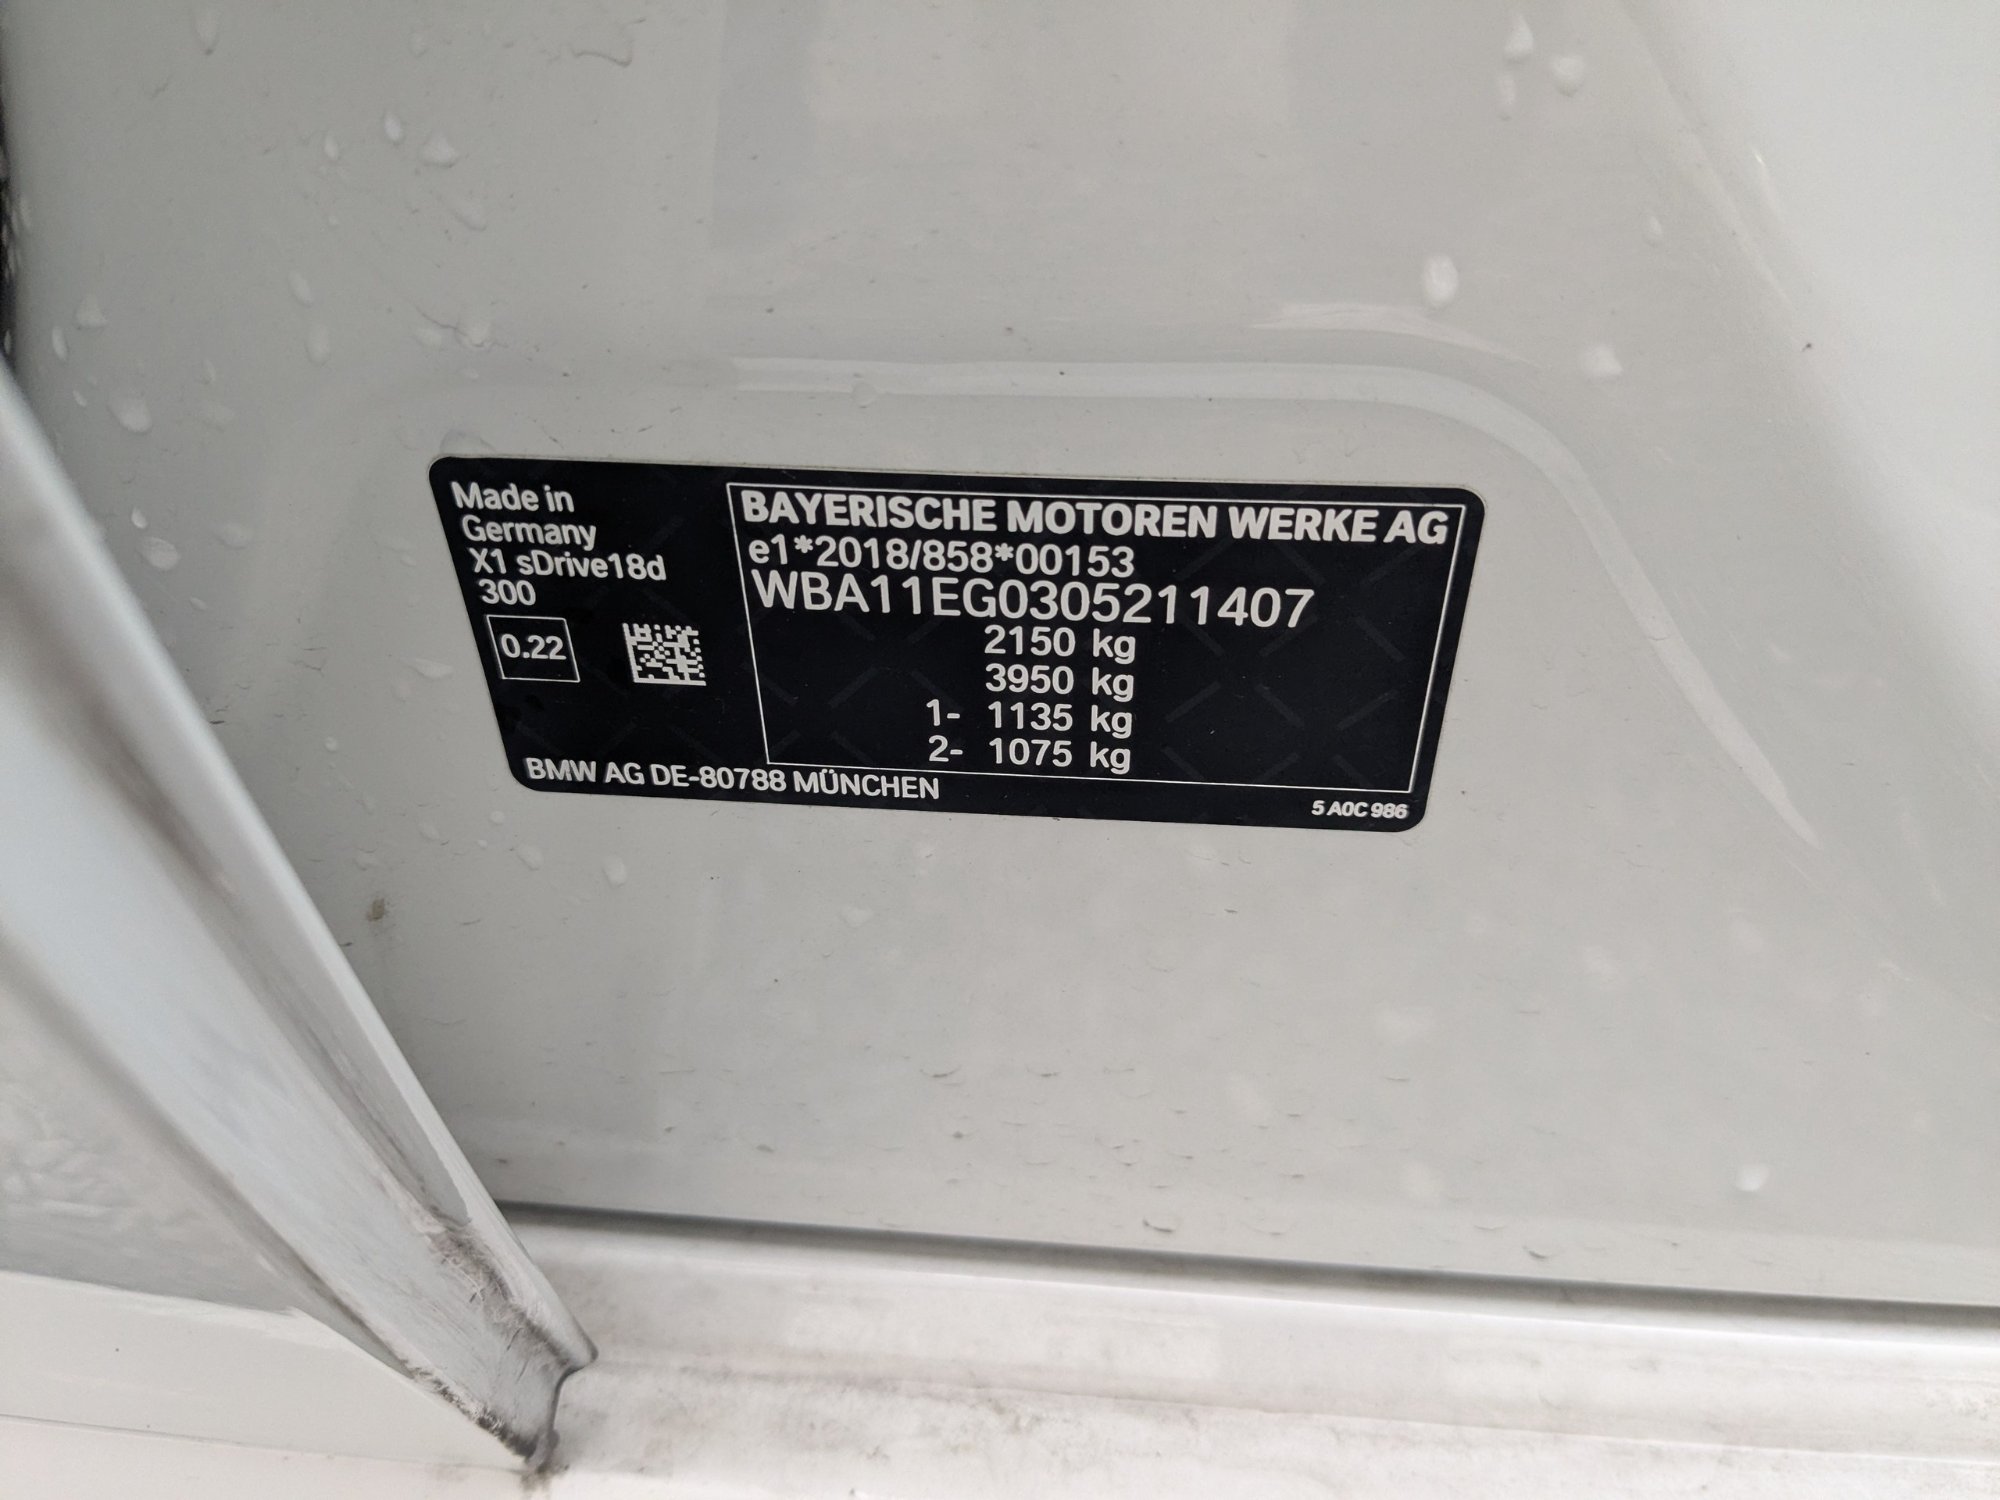 Made in
Germany
X1 sDrive18d
300
0.22
BAYERISCHE MOTOREN WERKE AG
e1*2018/858*00153
WBA11EG0305211407
2150 kg
3950 kg
1- 1135 kg
2- 1075 kg
BMW AG DE-80788 MÜNCHEN
5 A0C 986